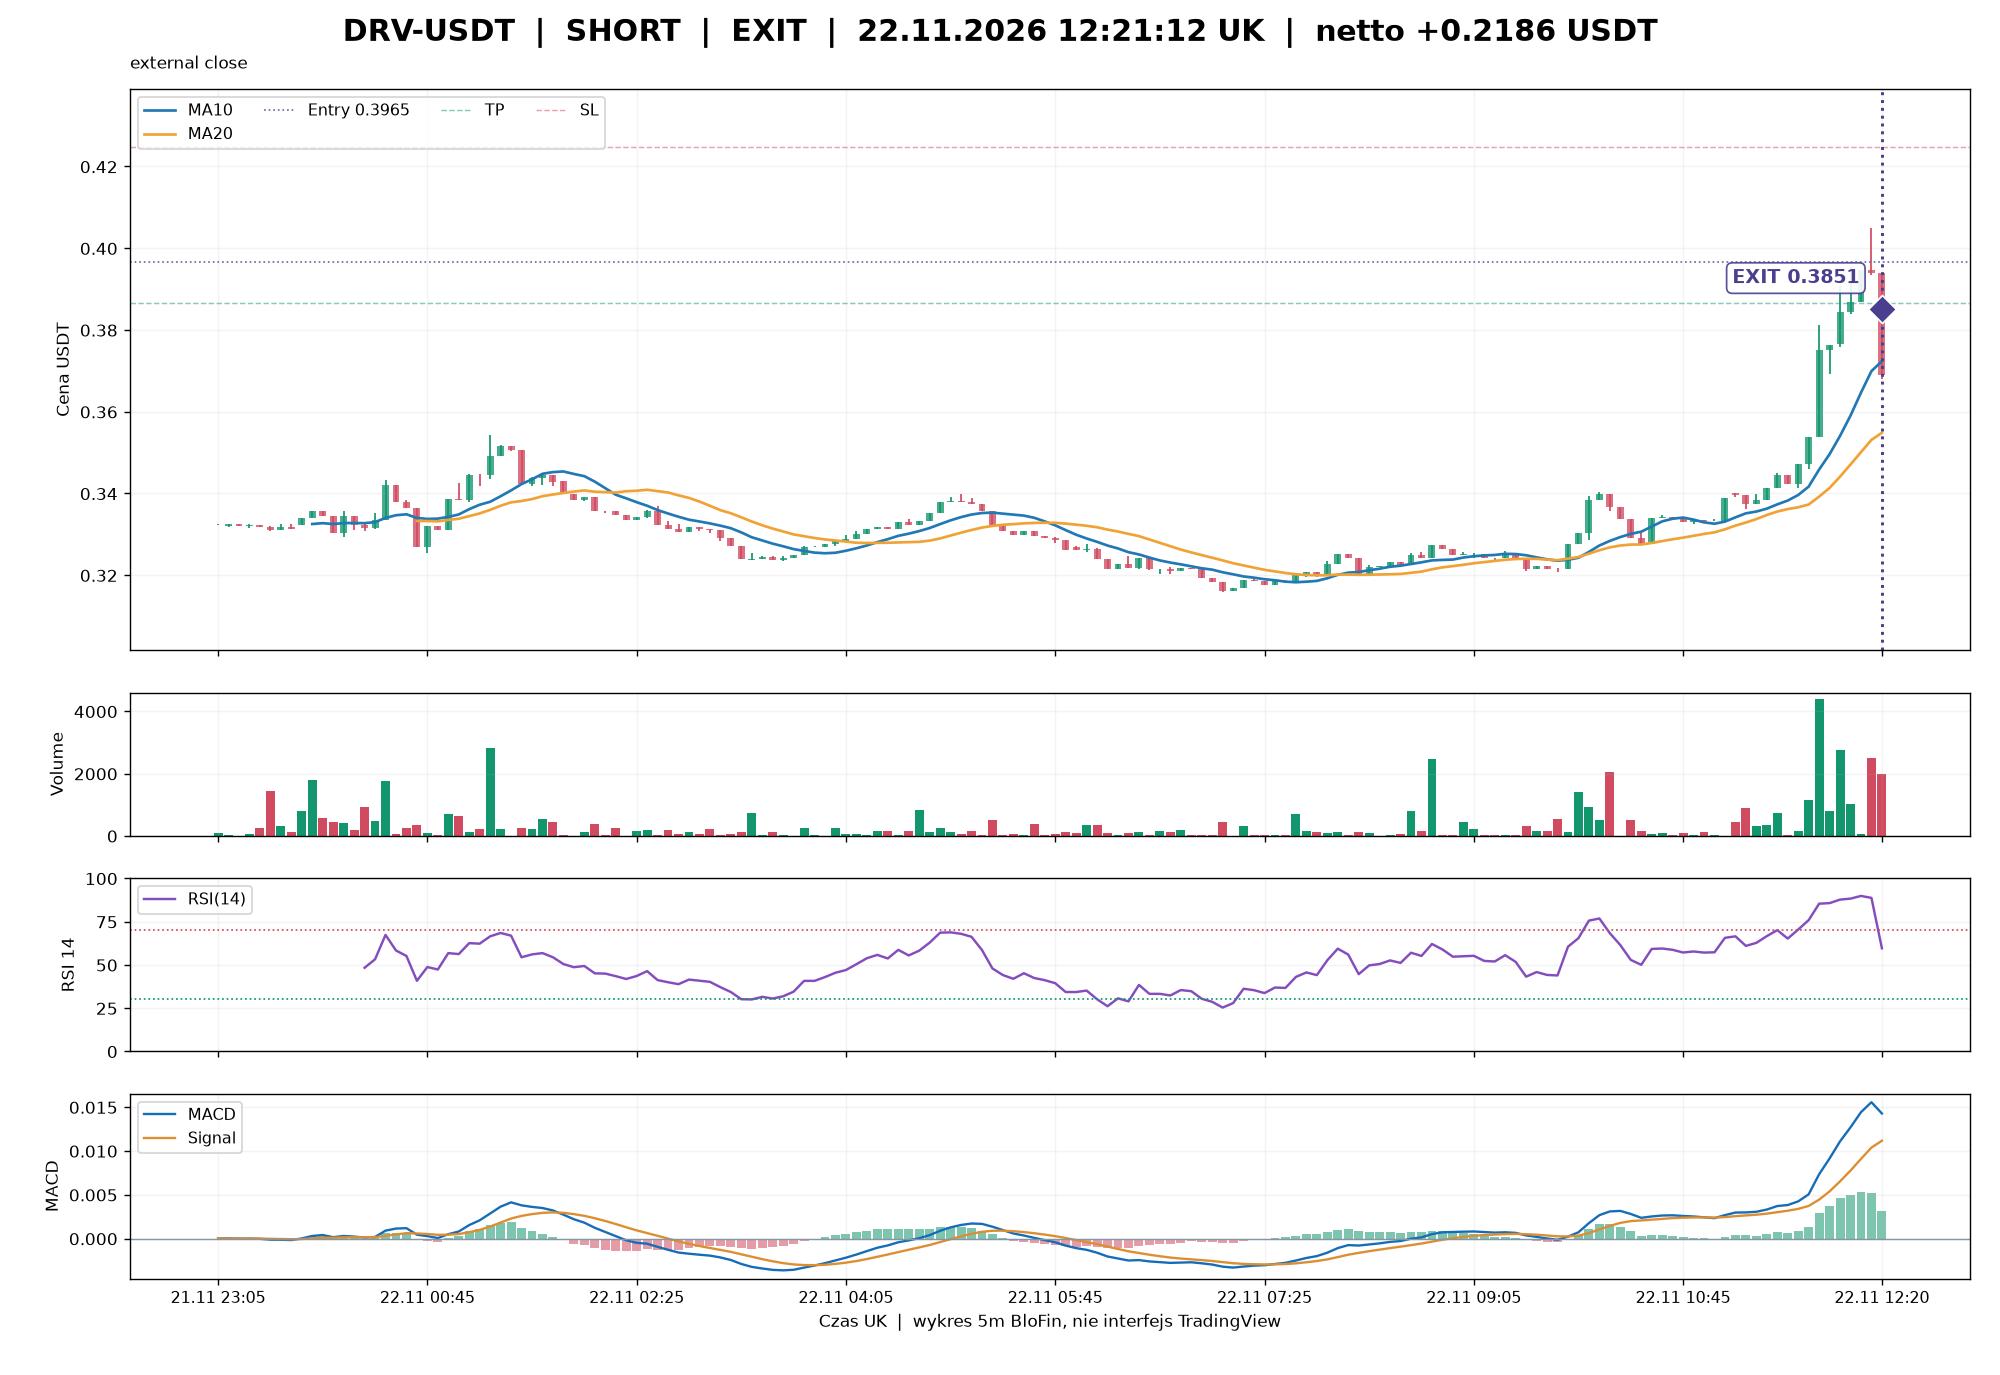 DRV-USDT | SHORT | EXIT | 22.11.2026 12:21:12 UK | netto +0.2186 USDT
external close
MA10 Entry 0.3965 TP SL
MA20
EXIT 0.3851
0.42
0.40
0.38
0.36
0.34
0.32
Cena USDT
4000
2000
0
Volume
RSI(14)
100
75
50
25
0
RSI 14
MACD
Signal
0.015
0.010
0.005
0.000
MACD
21.11 23:05 22.11 00:45 22.11 02:25 22.11 04:05 22.11 05:45 22.11 07:25 22.11 09:05 22.11 10:45 22.11 12:20
Czas UK | wykres 5m BloFin, nie interfejs TradingView